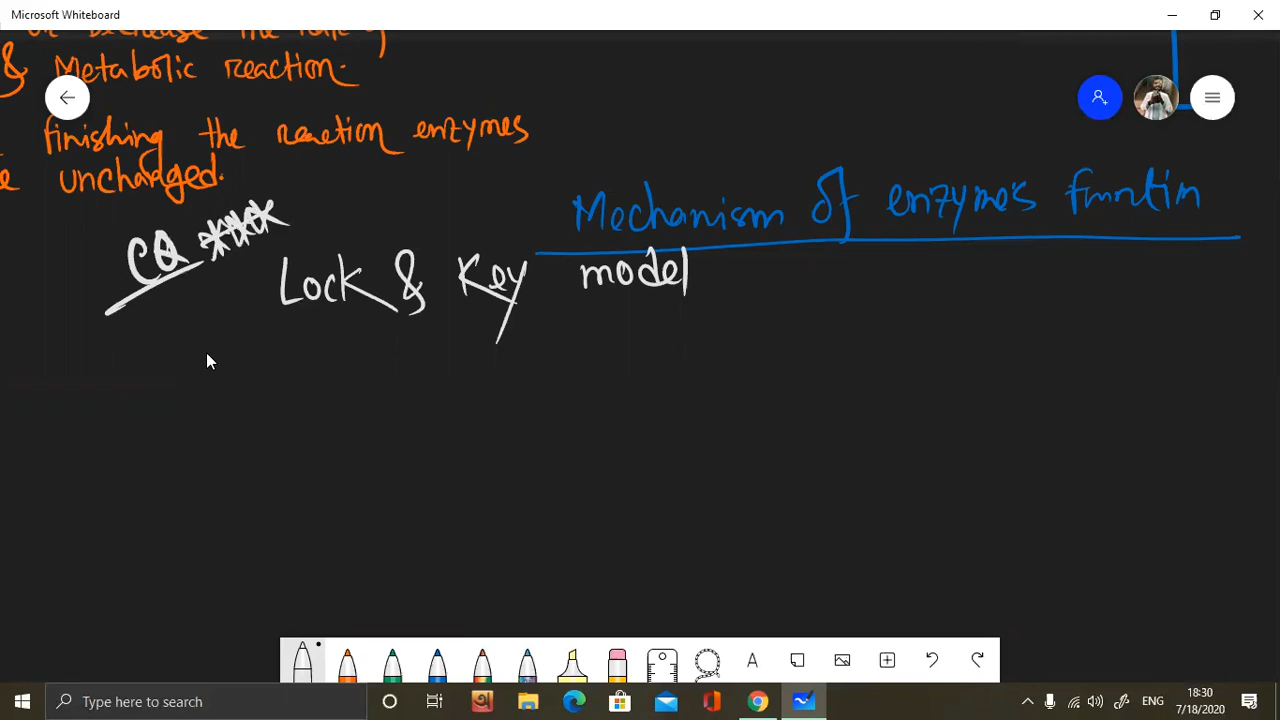 Microsoft Whiteboard
& Metabolic reaction.
finishing the reaction enzymes
unchanged.
Mechanism of enzyme's function
CQ ****
Lock & Key model
A
Type here to search
ENG
18:30
7/18/2020